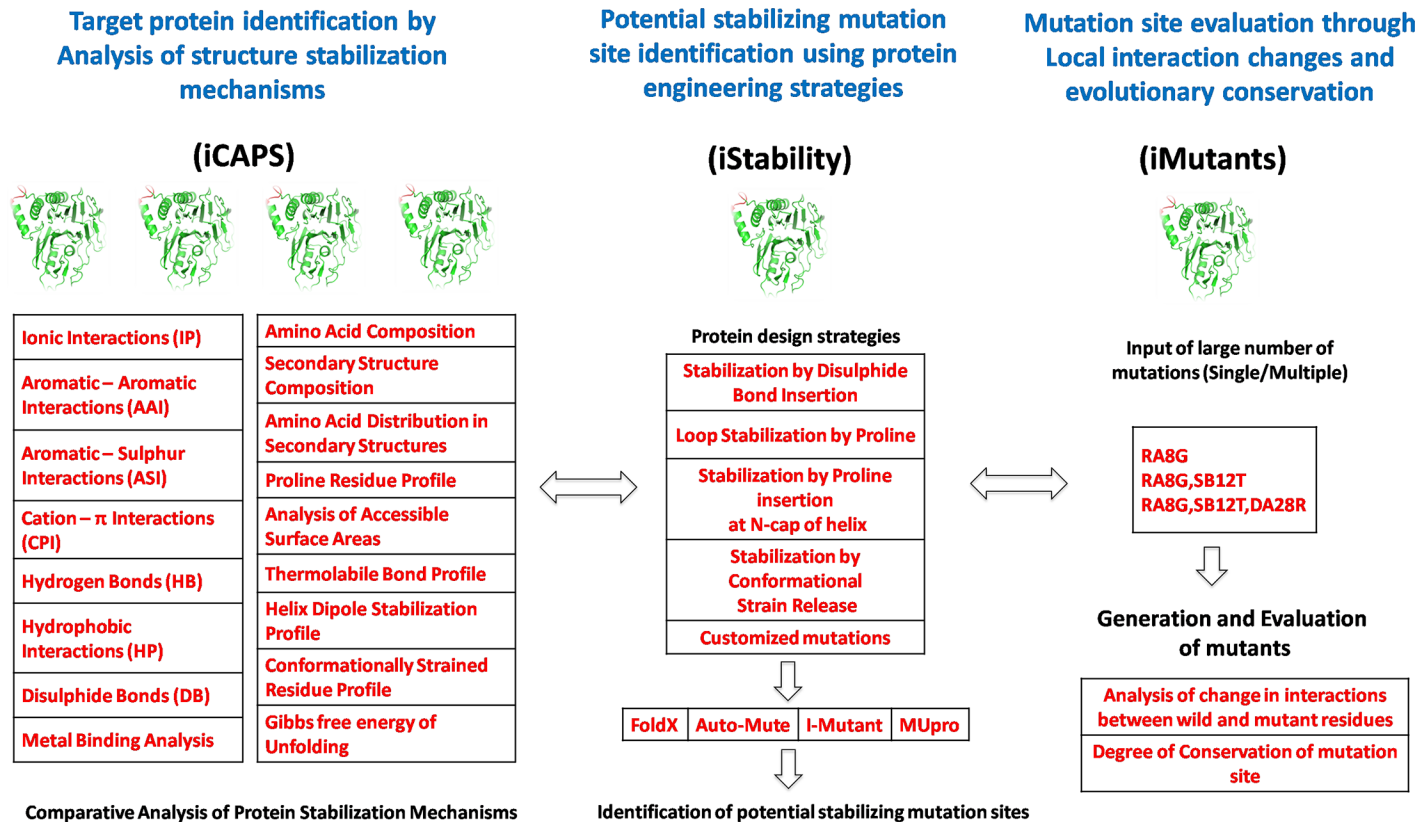 Target protein identification by
Analysis of structure stabilization
mechanisms
(iCAPS)
Ionic Interactions (IP)
Aromatic – Aromatic
Interactions (AAI)
Aromatic – Sulphur
Interactions (ASI)
Cation – π Interactions
(CPI)
Hydrogen Bonds (HB)
Hydrophobic
Interactions (HP)
Disulphide Bonds (DB)
Metal Binding Analysis
Amino Acid Composition
Secondary Structure
Composition
Amino Acid Distribution in
Secondary Structures
Proline Residue Profile
Analysis of Accessible
Surface Areas
Thermolabile Bond Profile
Helix Dipole Stabilization
Profile
Conformationally Strained
Residue Profile
Gibbs free energy of
Unfolding
Comparative Analysis of Protein Stabilization Mechanisms
Potential stabilizing mutation
site identification using protein
engineering strategies
(iStability)
Protein design strategies
Stabilization by Disulphide
Bond Insertion
Loop Stabilization by Proline
Stabilization by Proline
insertion
at N-cap of helix
Stabilization by
Conformational
Strain Release
Customized mutations
FoldX Auto-Mute I-Mutant MUpro
Identification of potential stabilizing mutation sites
Mutation site evaluation through
Local interaction changes and
evolutionary conservation
(iMutants)
Input of large number of
mutations (Single/Multiple)
RA8G
RA8G,SB12T
RA8G,SB12T,DA28R
Generation and Evaluation
of mutants
Analysis of change in interactions
between wild and mutant residues
Degree of Conservation of mutation
site